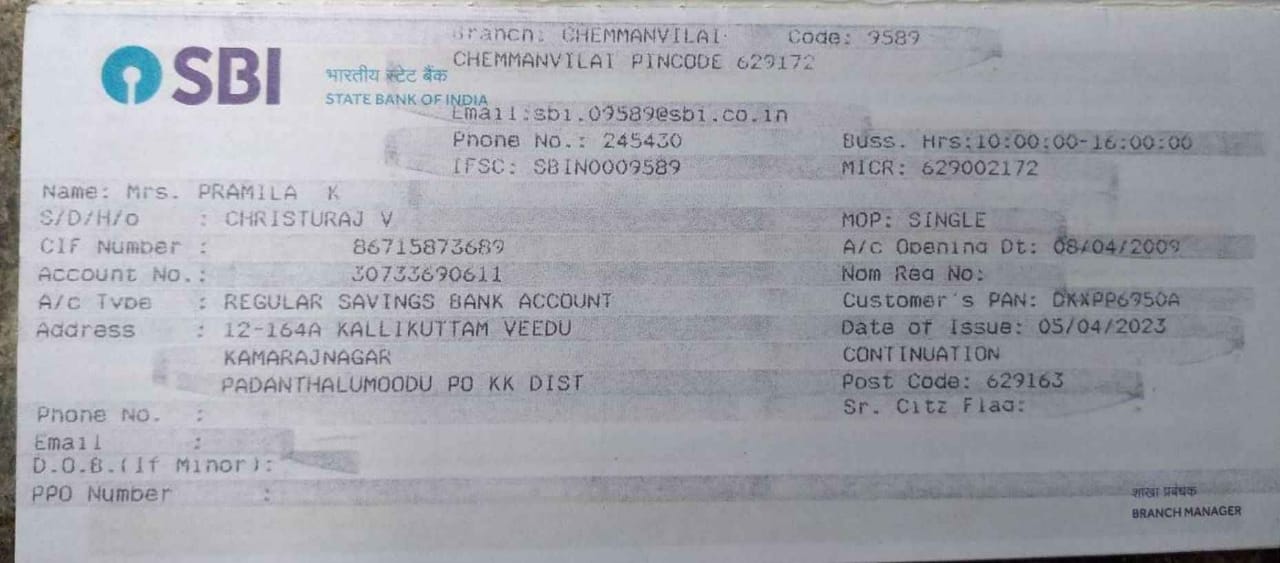 SBI
भारतीय स्टेट बैंक
STATE BANK OF INDIA
Branch: CHEMMANVILAI Code: 9589
CHEMMANVILAI PINCODE 629172
Email:sbi.09589@sbi.co.in
Phone No.: 245430 Buss. Hrs:10:00:00-16:00:00
IFSC: SBIN0009589 MICR: 629002172
Name: Mrs. PRAMILA K
S/D/H/o : CHRISTURAJ V MOP: SINGLE
CIF Number : 86715873689 A/c Opening Dt: 08/04/2009
Account No.: 30733690611 Nom Reg No:
A/c Type : REGULAR SAVINGS BANK ACCOUNT Customer's PAN: DKXPP6950A
Address : 12-164A KALLIKUTTAM VEEDU Date of Issue: 05/04/2023
KAMARAJNAGAR CONTINUATION
PADANTHALUMOODU PO KK DIST Post Code: 629163
Phone No. : Sr. Citz Flag:
Email :
D.O.B.(If Minor):
PPO Number :
शाखा प्रबंधक
BRANCH MANAGER